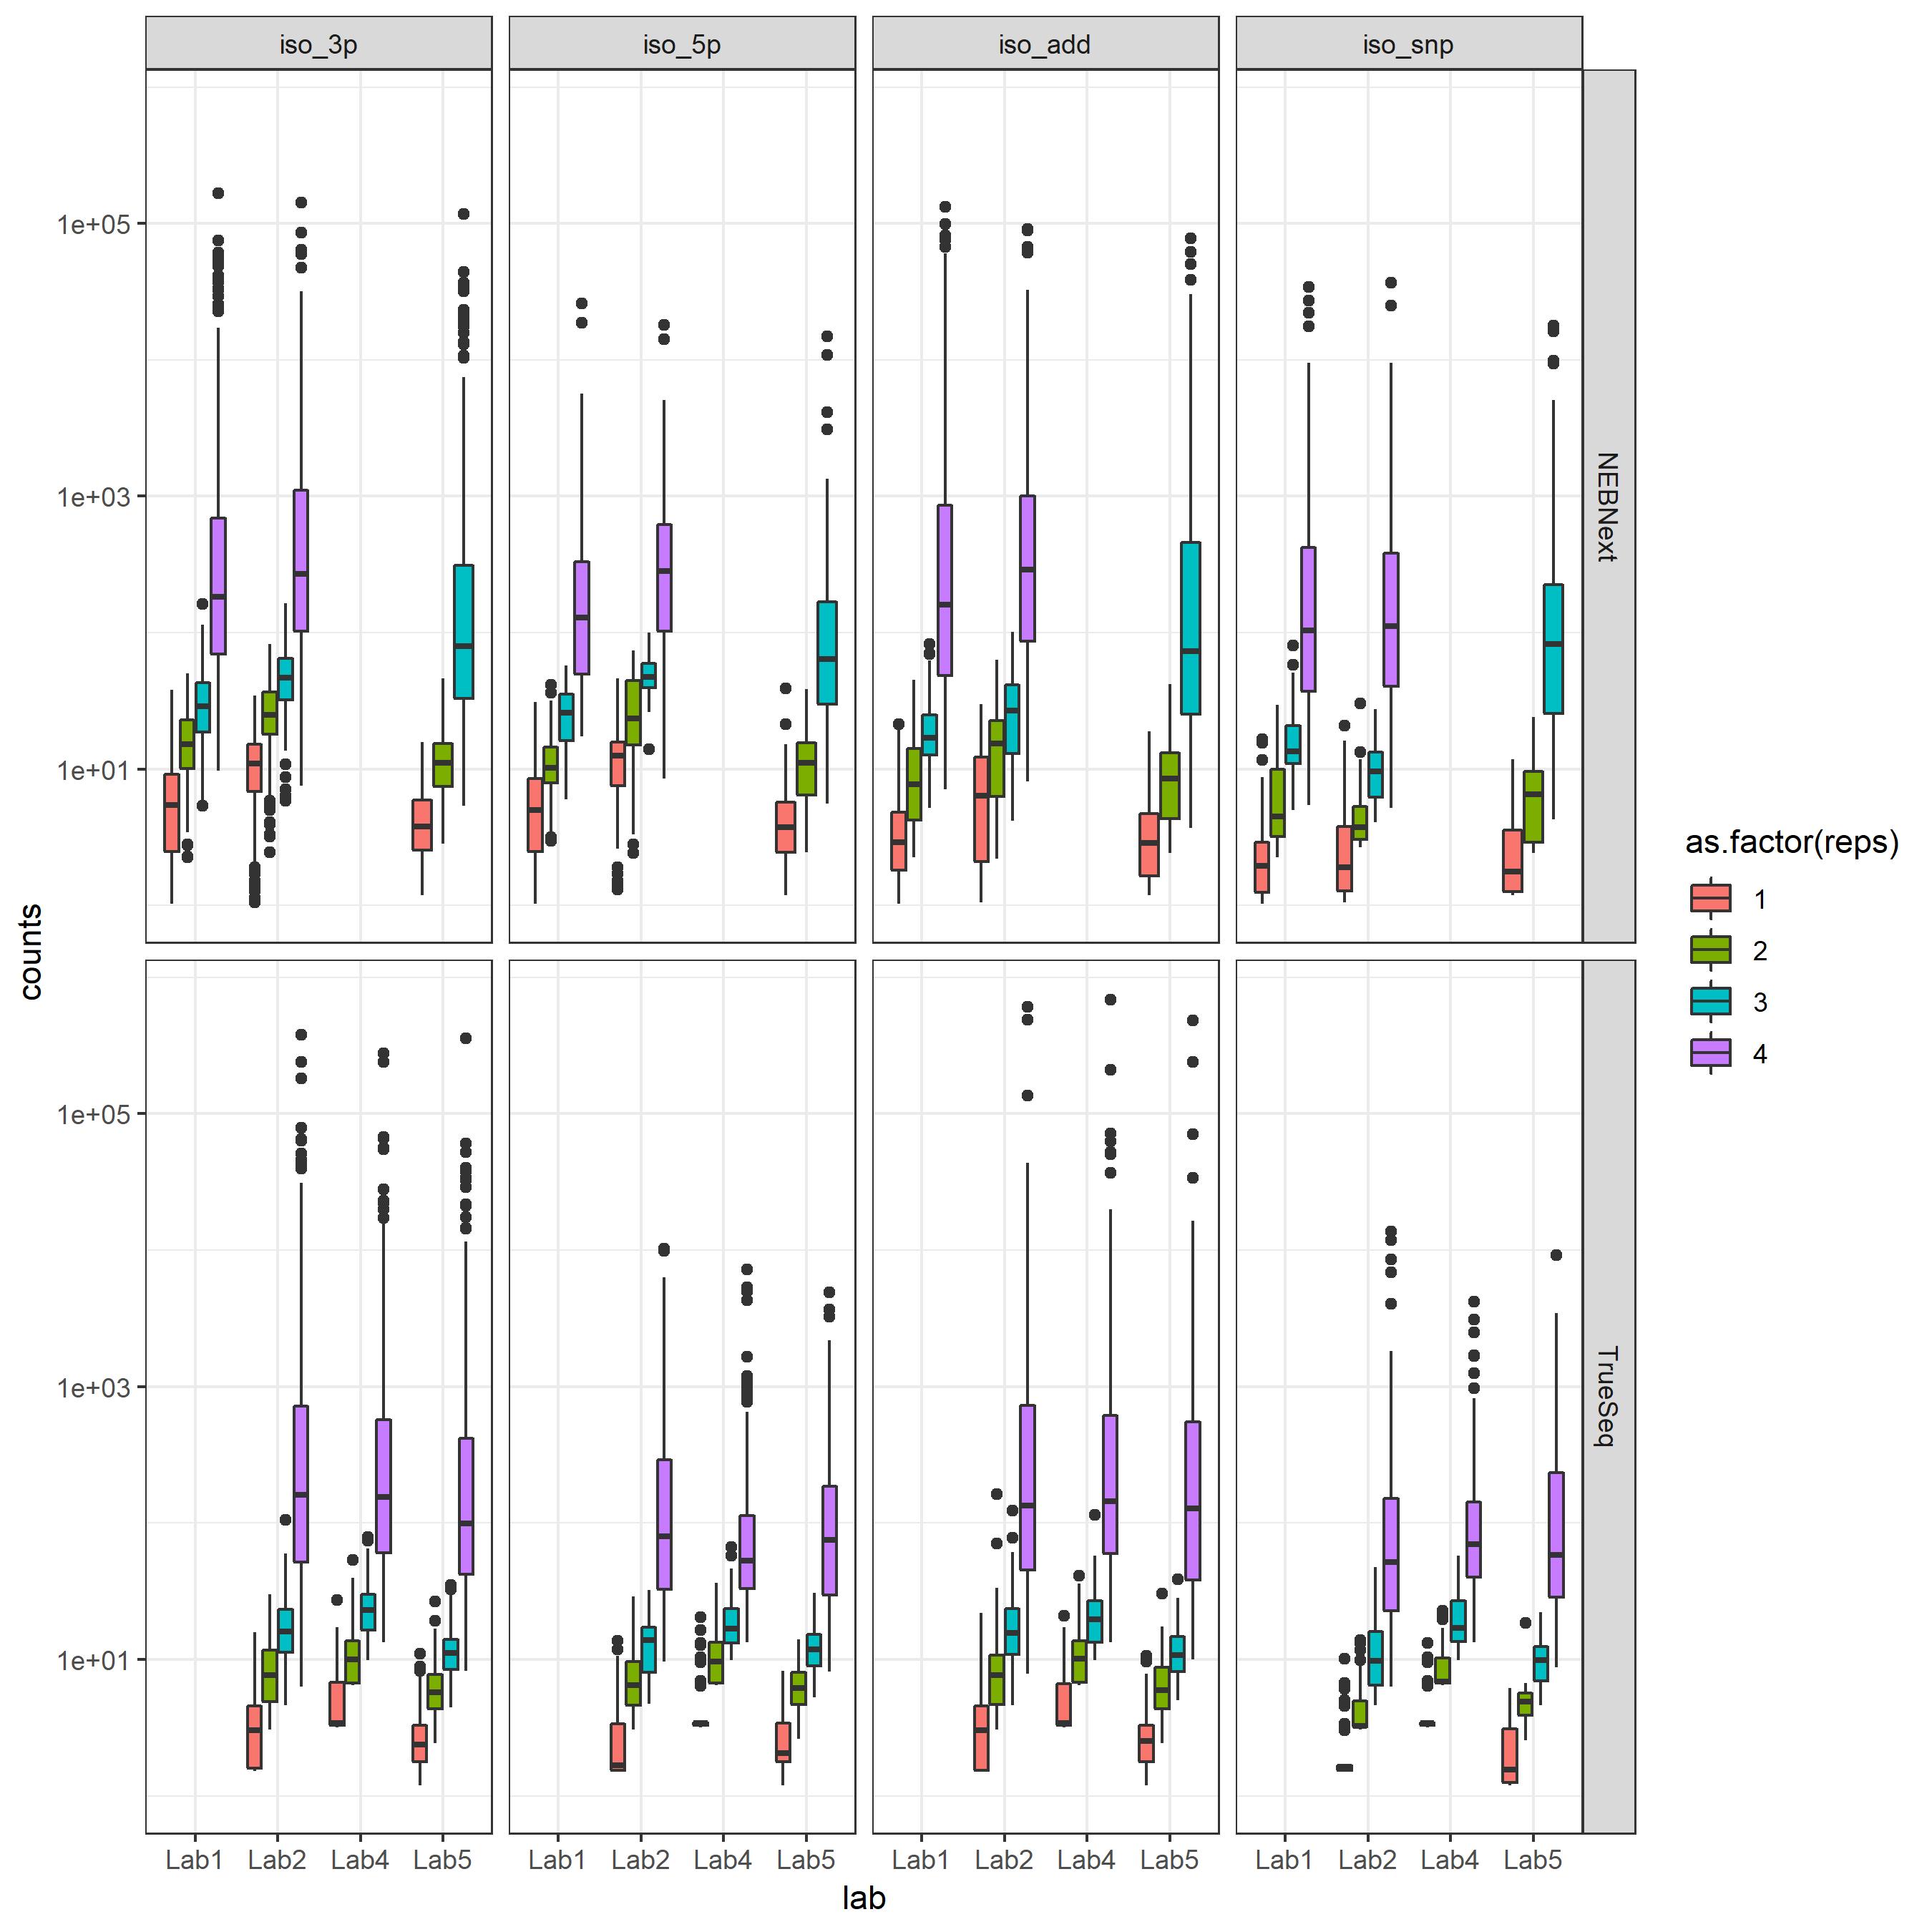 iso_3p iso_5p iso_add iso_snp
1e+05
1e+03
1e+01
NEBNext
counts
1e+05
1e+03
1e+01
TrueSeq
Lab1 Lab2 Lab4 Lab5 Lab1 Lab2 Lab4 Lab5 Lab1 Lab2 Lab4 Lab5 Lab1 Lab2 Lab4 Lab5
lab
as.factor(reps)
1
2
3
4